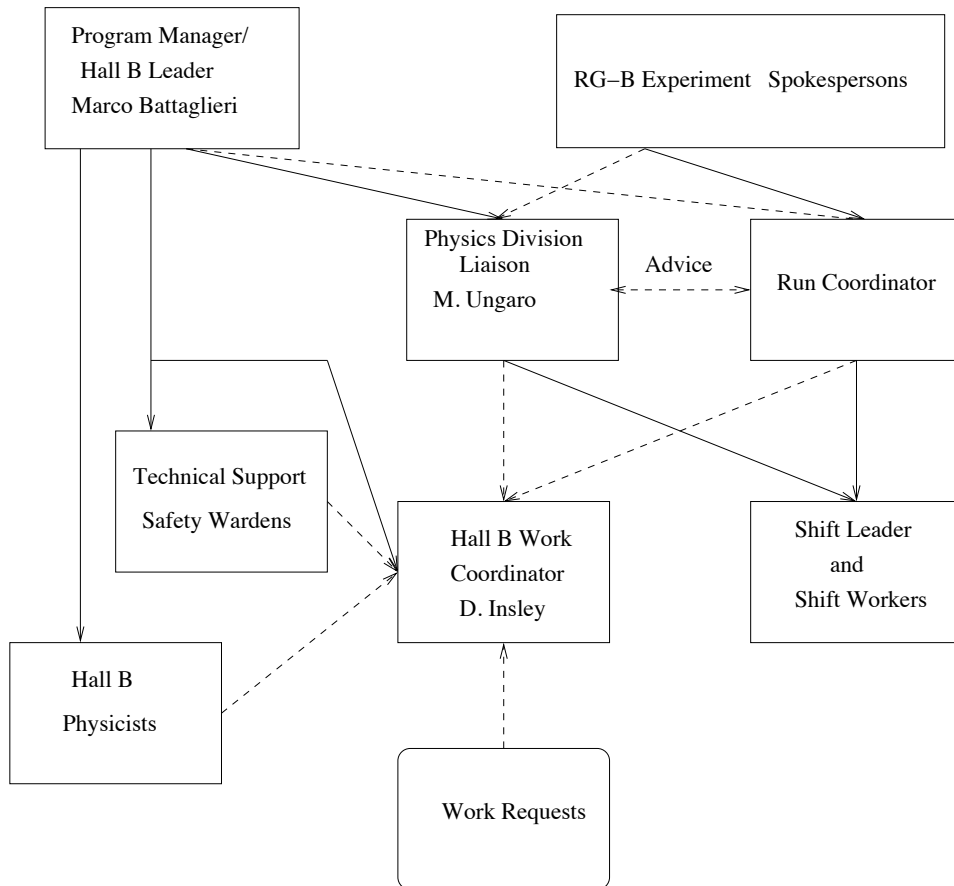 Program Manager/
Hall B Leader
Marco Battaglieri
RG−B Experiment Spokespersons
Physics Division
Liaison
M. Ungaro
Advice
Run Coordinator
Technical Support
Safety Wardens
Hall B Work
Coordinator
D. Insley
Shift Leader
and
Shift Workers
Hall B
Physicists
Work Requests